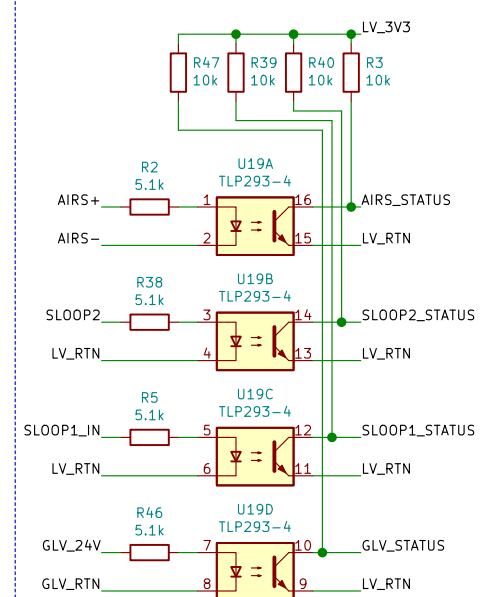 LV_3V3
R47 R39 R40 R3
10k 10k 10k 10k
U19A
R2 TLP293-4
5.1k
AIRS+ 1 16 AIRS_STATUS
AIRS- 2 15 LV_RTN
U19B
R38 TLP293-4
5.1k
SLOOP2 3 14 SLOOP2_STATUS
LV_RTN 4 13 LV_RTN
U19C
R5 TLP293-4
5.1k
SLOOP1_IN 5 12 SLOOP1_STATUS
LV_RTN 6 11 LV_RTN
U19D
R46 TLP293-4
5.1k
GLV_24V 7 10 GLV_STATUS
GLV_RTN 8 9 LV_RTN